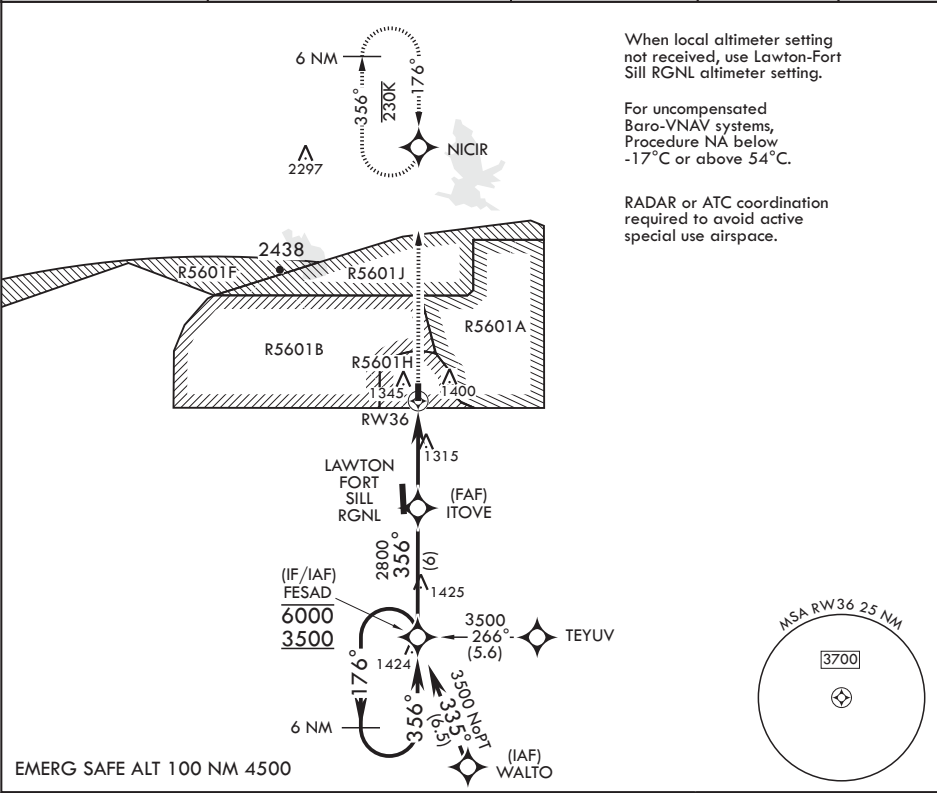 When local altimeter setting
not received, use Lawton-Fort
Sill RGNL altimeter setting.
For uncompensated
Baro-VNAV systems,
Procedure NA below
-17°C or above 54°C.
RADAR or ATC coordination
required to avoid active
special use airspace.
6 NM
356°
230K
176°
NICIR
2297
2438
R5601F
R5601J
R5601A
R5601B
R5601H
1345
1400
RW36
1315
LAWTON
FORT
SILL
RGNL
(FAF)
ITOVE
2800
356°
(6)
1425
(IF/IAF)
FESAD
6000
3500
3500
266°
(5.6)
TEYUV
1424
176°
6 NM
356°
3500 NoPT
335°
(6.5)
(IAF)
WALTO
MSA RW36 25 NM
3700
EMERG SAFE ALT 100 NM 4500